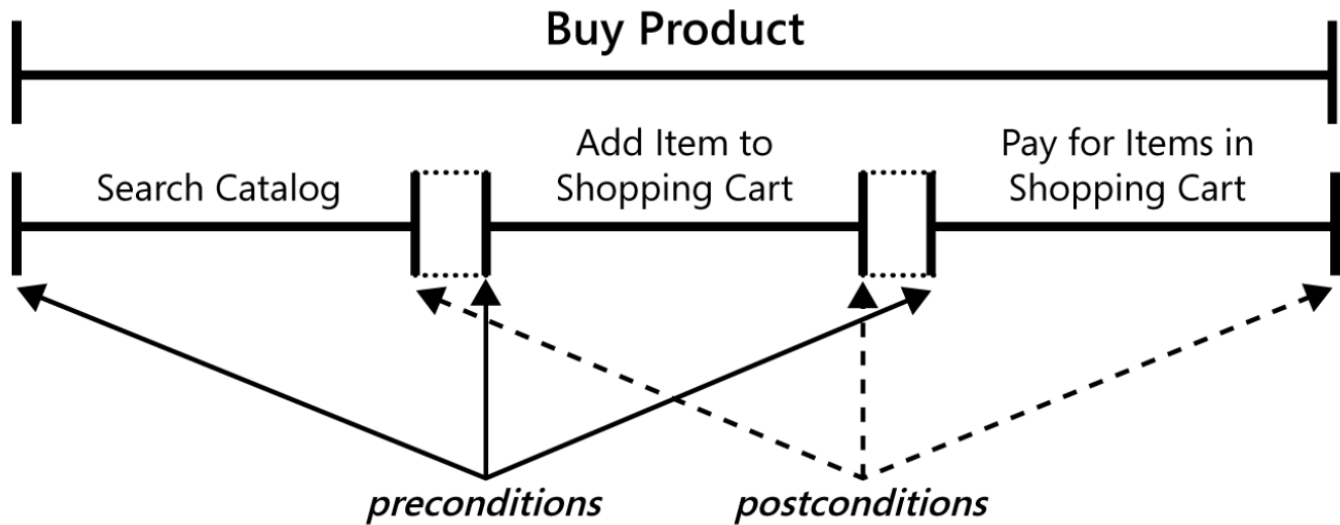 Buy Product
Search Catalog
Add Item to
Shopping Cart
Pay for Items in
Shopping Cart
preconditions
postconditions